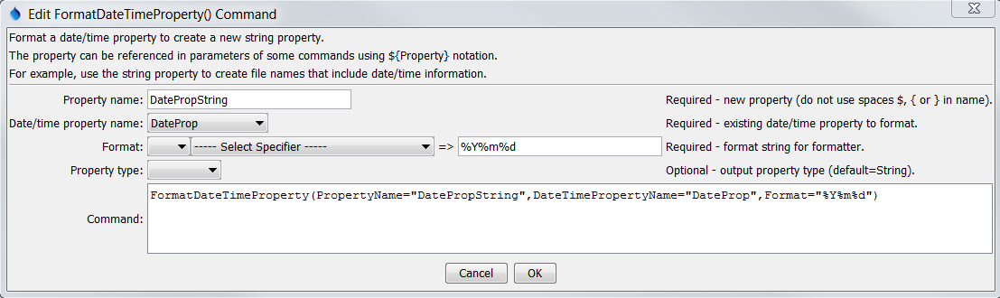 Edit FormatDateTimeProperty() Command
Format a date/time property to create a new string property.
The property can be referenced in parameters of some commands using ${Property} notation.
For example, use the string property to create file names that include date/time information.
Property name: DatePropString Required - new property (do not use spaces $, { or } in name).
Date/time property name: DateProp Required - existing date/time property to format.
Format: ----- Select Specifier ----- => %Y%m%d Required - format string for formatter.
Property type: Optional - output property type (default=String).
FormatDateTimeProperty(PropertyName="DatePropString",DateTimePropertyName="DateProp",Format="%Y%m%d")
Command:
Cancel OK